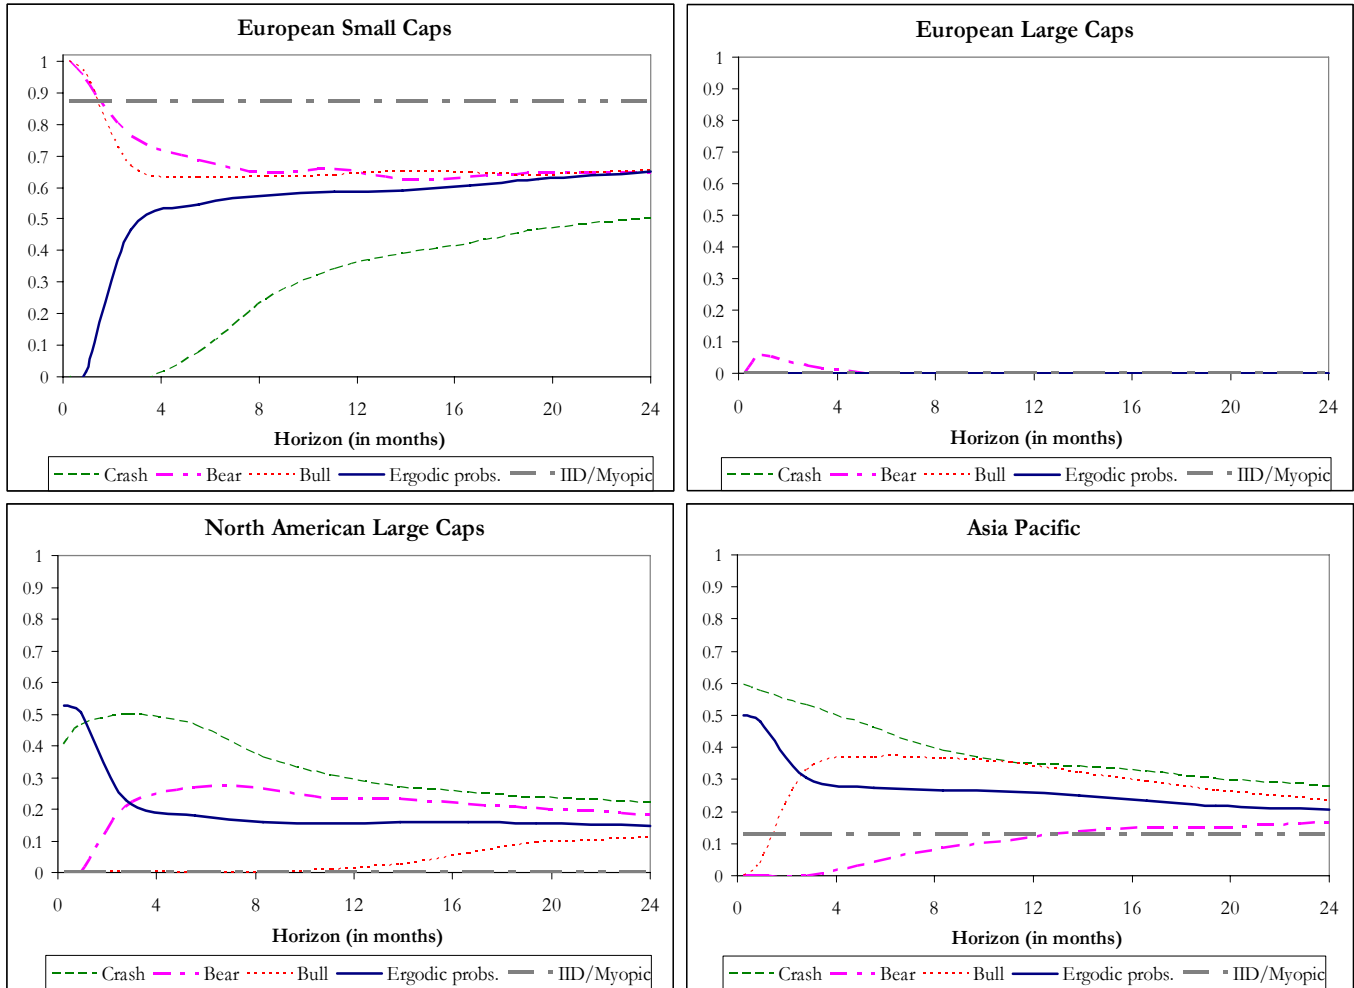 European Small Caps
1
0.9
0.8
0.7
0.6
0.5
0.4
0.3
0.2
0.1
0
0 4 8 12 16 20 24
Horizon (in months)
Crash Bear Bull Ergodic probs. IID/Myopic
European Large Caps
1
0.9
0.8
0.7
0.6
0.5
0.4
0.3
0.2
0.1
0
0 4 8 12 16 20 24
Horizon (in months)
Crash Bear Bull Ergodic probs. IID/Myopic
North American Large Caps
1
0.9
0.8
0.7
0.6
0.5
0.4
0.3
0.2
0.1
0
0 4 8 12 16 20 24
Horizon (in months)
Crash Bear Bull Ergodic probs. IID/Myopic
Asia Pacific
1
0.9
0.8
0.7
0.6
0.5
0.4
0.3
0.2
0.1
0
0 4 8 12 16 20 24
Horizon (in months)
Crash Bear Bull Ergodic probs. IID/Myopic